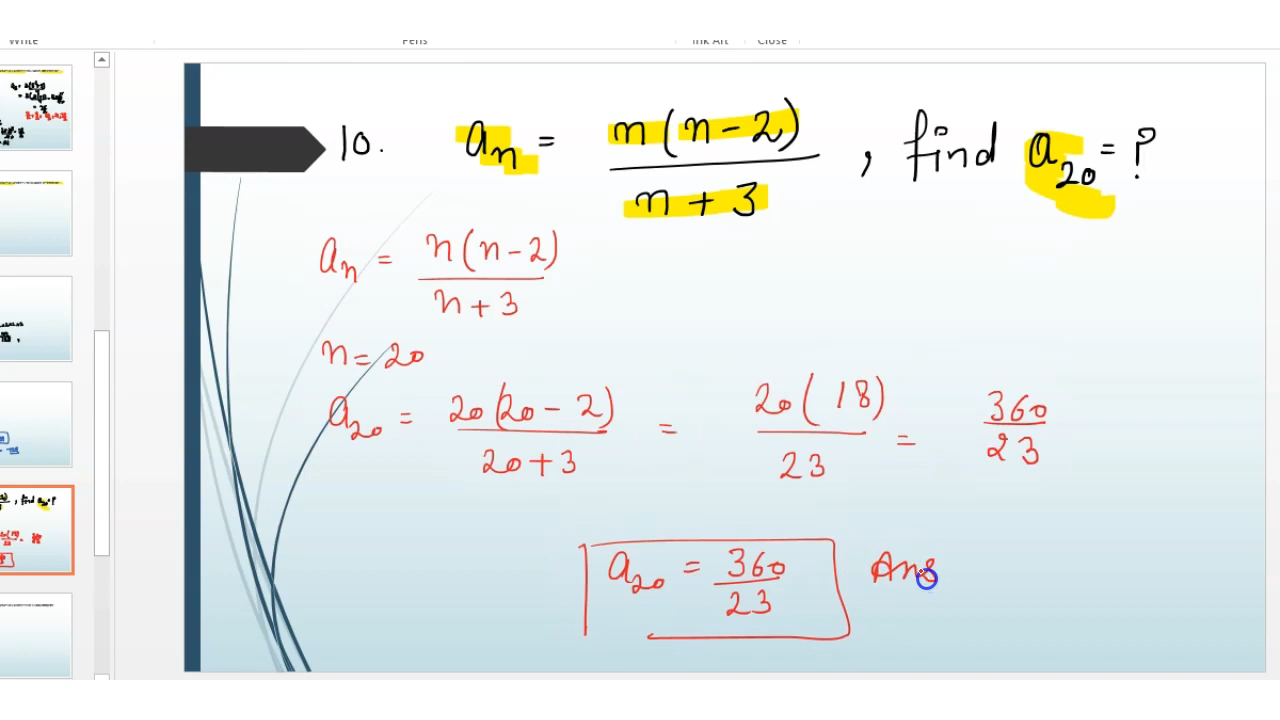 Write Pens Ink Art Close
10. aₙ = n(n-2)/n+3 , find a₂₀ = ?
aₙ = n(n-2)/n+3
n = 20
a₂₀ = 20(20-2)/20+3 = 20(18)/23 = 360/23
a₂₀ = 360/23 Ans